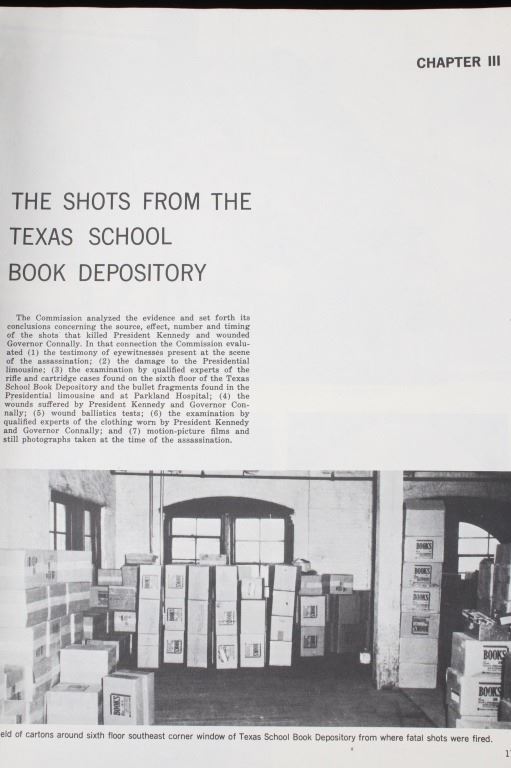 CHAPTER III
THE SHOTS FROM THE
TEXAS SCHOOL
BOOK DEPOSITORY
The Commission analyzed the evidence and set forth its
conclusions concerning the source, effect, number and timing
of the shots that killed President Kennedy and wounded
Governor Connally. In that connection the Commission evalu-
ated (1) the testimony of eyewitnesses present at the scene
of the assassination; (2) the damage to the Presidential
limousine; (3) the examination by qualified experts of the
rifle and cartridge cases found on the sixth floor of the Texas
School Book Depository and the bullet fragments found in the
Presidential limousine and at Parkland Hospital; (4) the
wounds suffered by President Kennedy and Governor Con-
nally; (5) wound ballistics tests; (6) the examination by
qualified experts of the clothing worn by President Kennedy
and Governor Connally; and (7) motion-picture films and
still photographs taken at the time of the assassination.
BOOKS
BOOKS
BOOKS
BOOKS
BOOKS
BOOKS
eld of cartons around sixth floor southeast corner window of Texas School Book Depository from where fatal shots were fired.